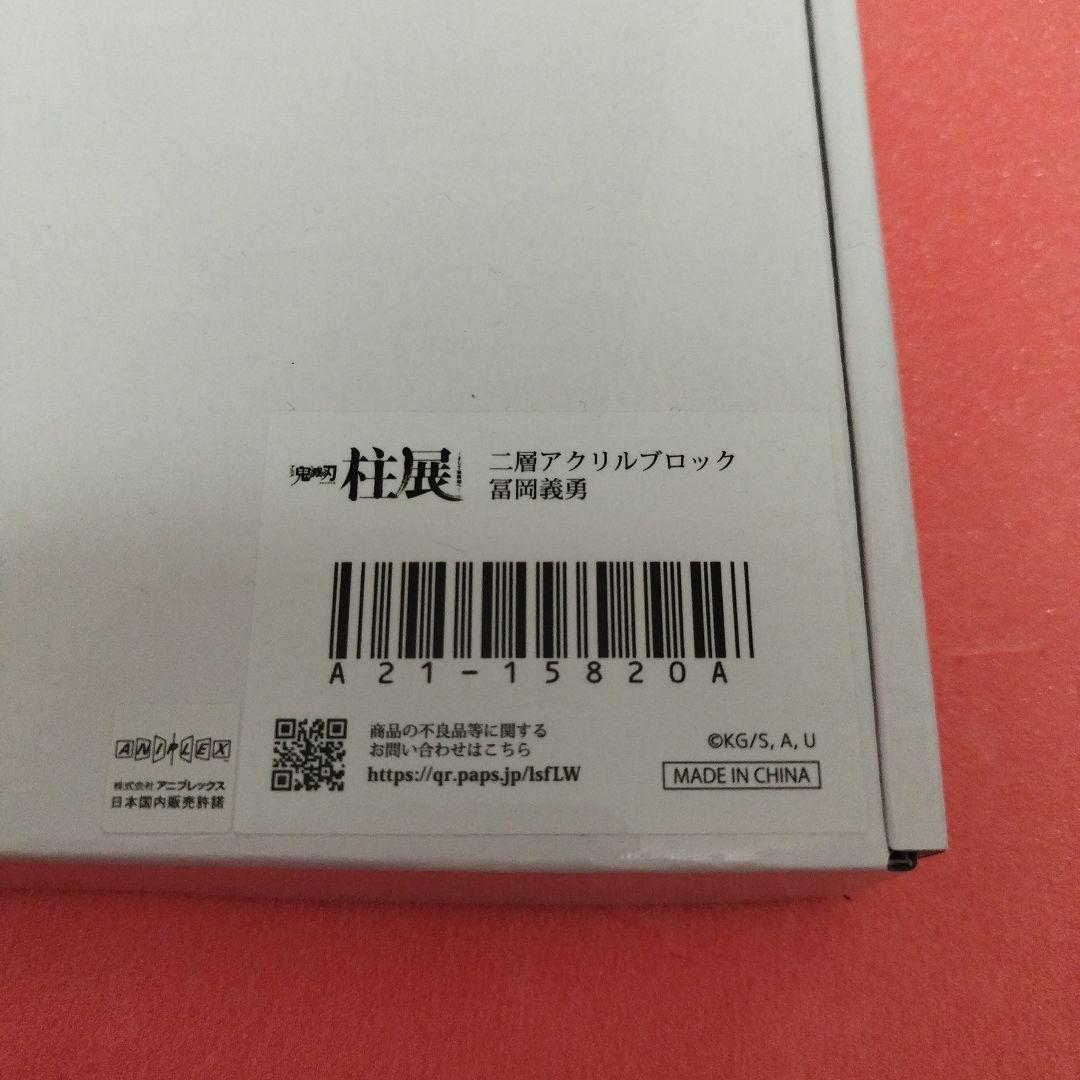 鬼滅刃 柱展
二層アクリルブロック
冨岡義勇
A21-15820A
商品の不良品等に関する
お問い合わせはこちら
https://qr.paps.jp/lsfLW
©KG/S, A, U
MADE IN CHINA
ANIPLEX
株式会社 アニプレックス
日本国内販売許諾